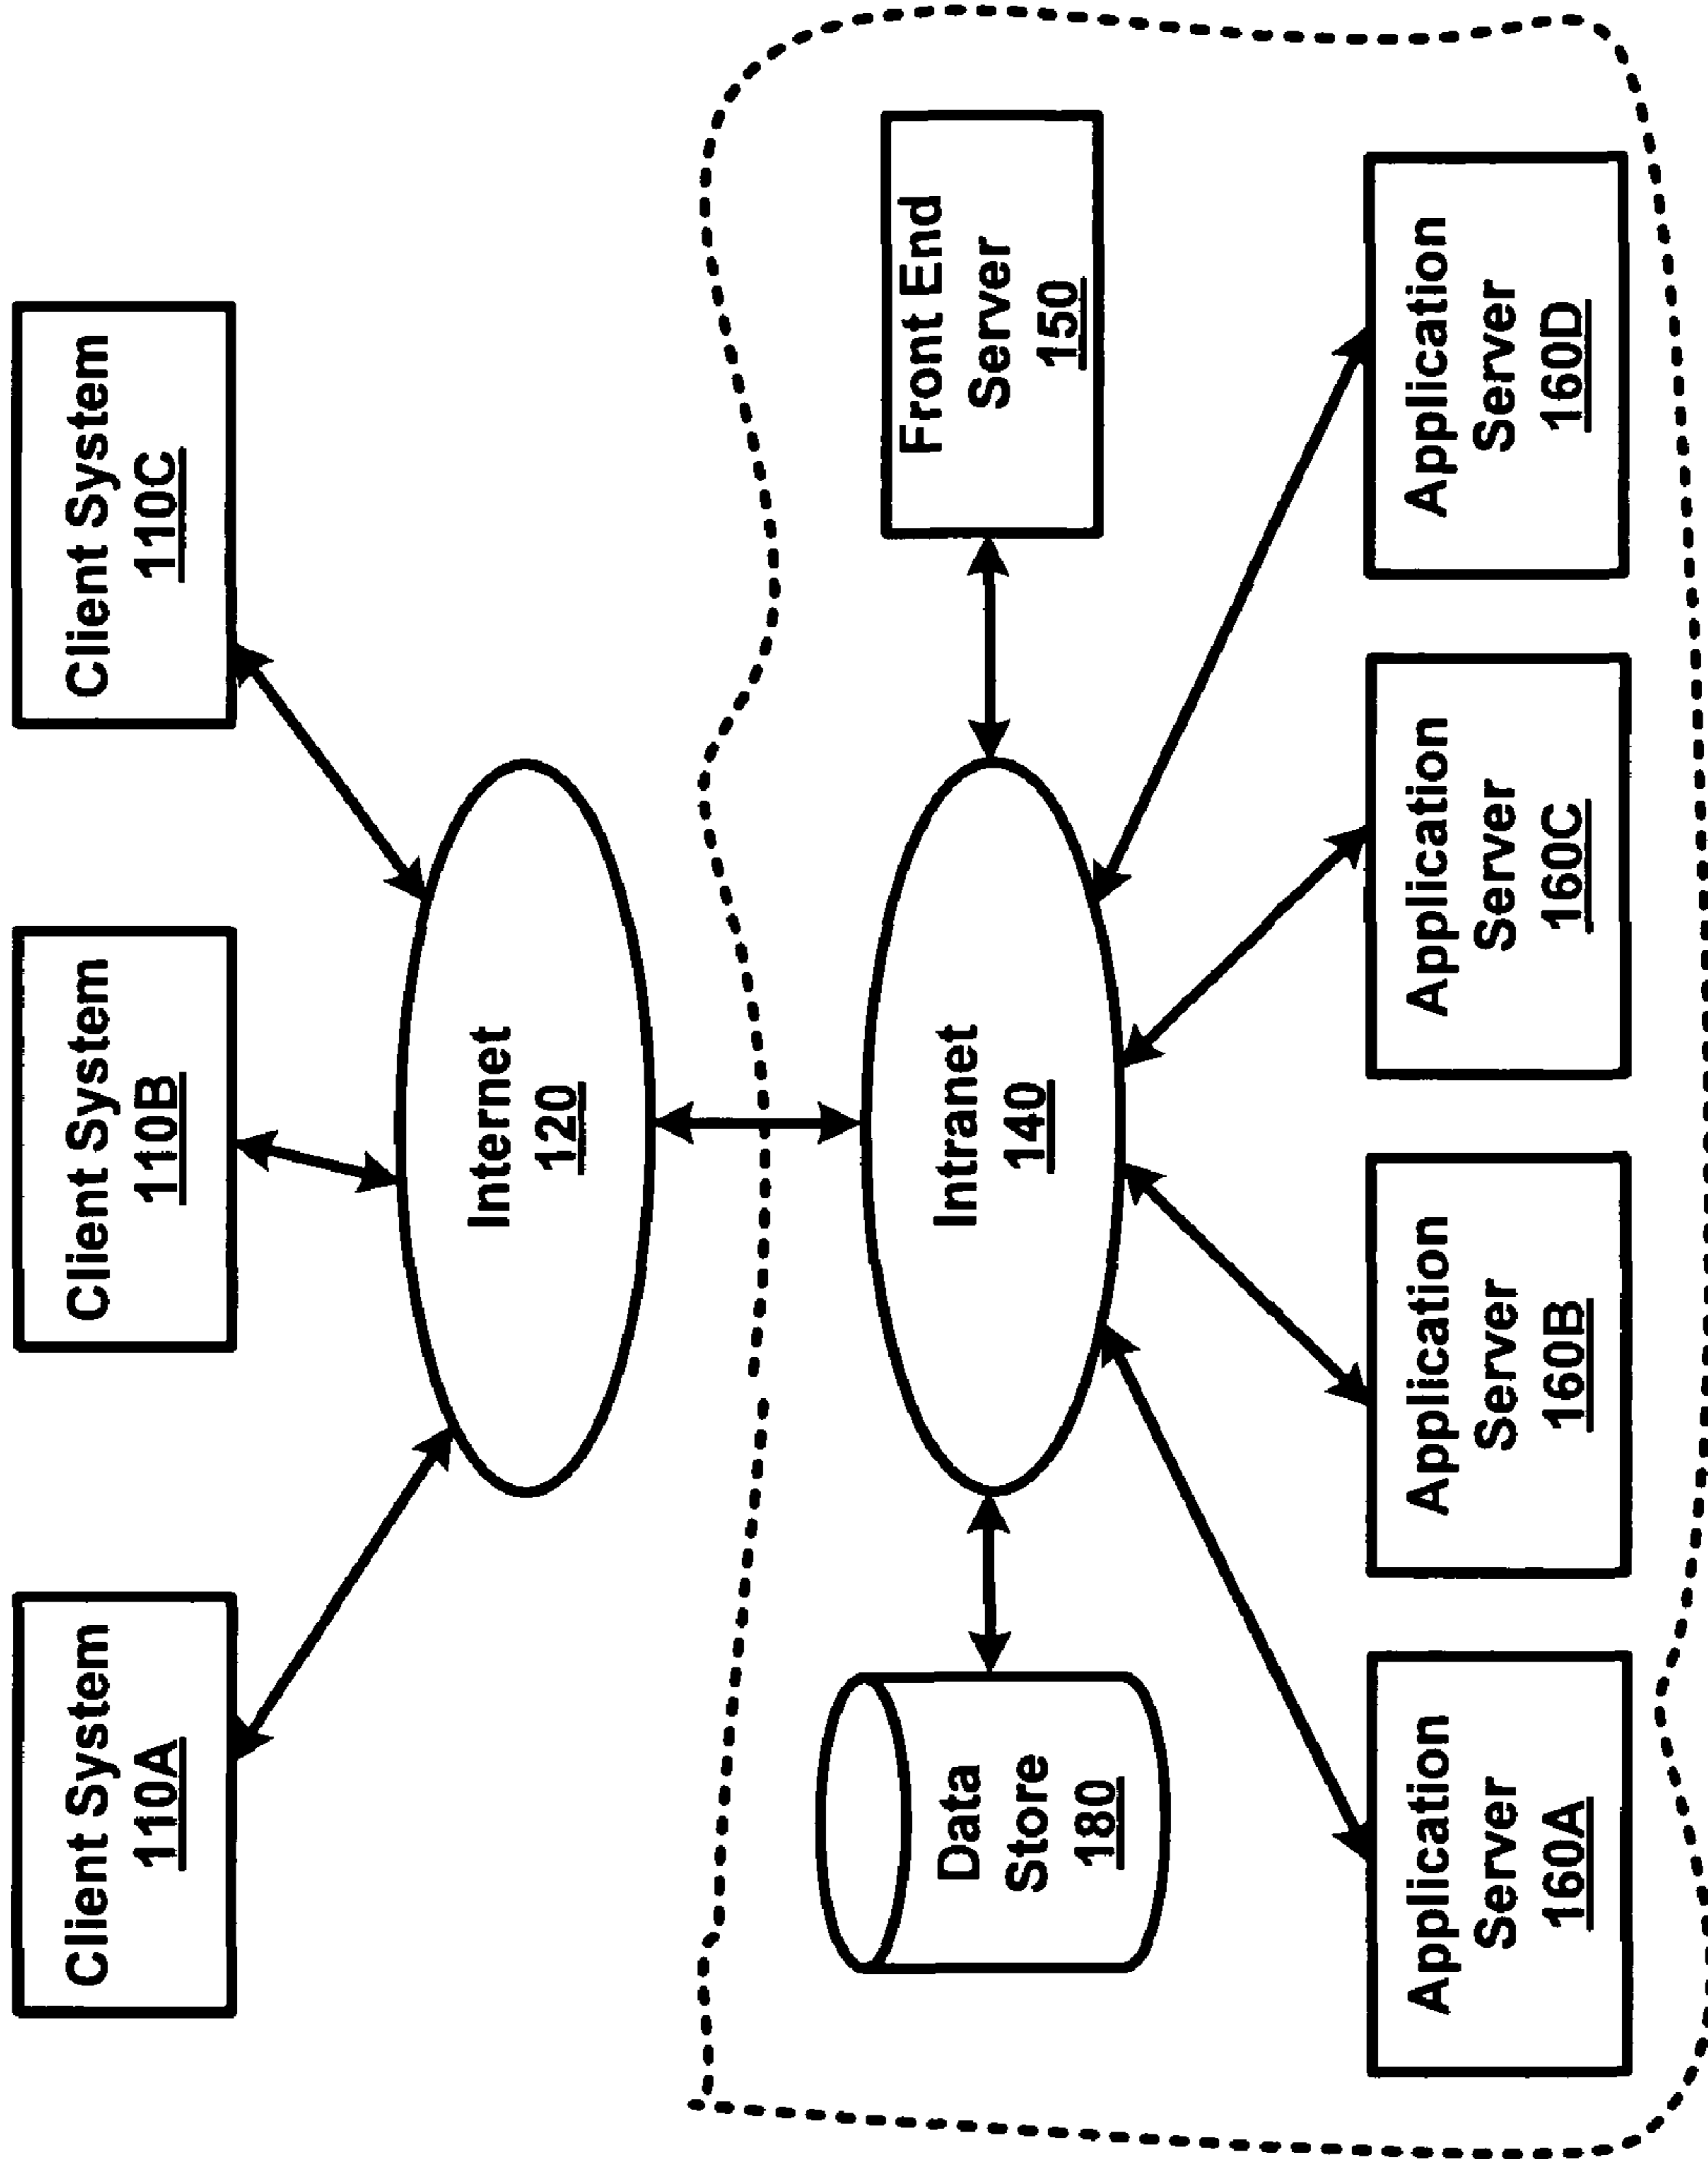 Client System
110A
Client System
110B
Client System
110C
Internet
120
Data
Store
180
Intranet
140
Front End
Server
150
Application
Server
160A
Application
Server
160B
Application
Server
160C
Application
Server
160D